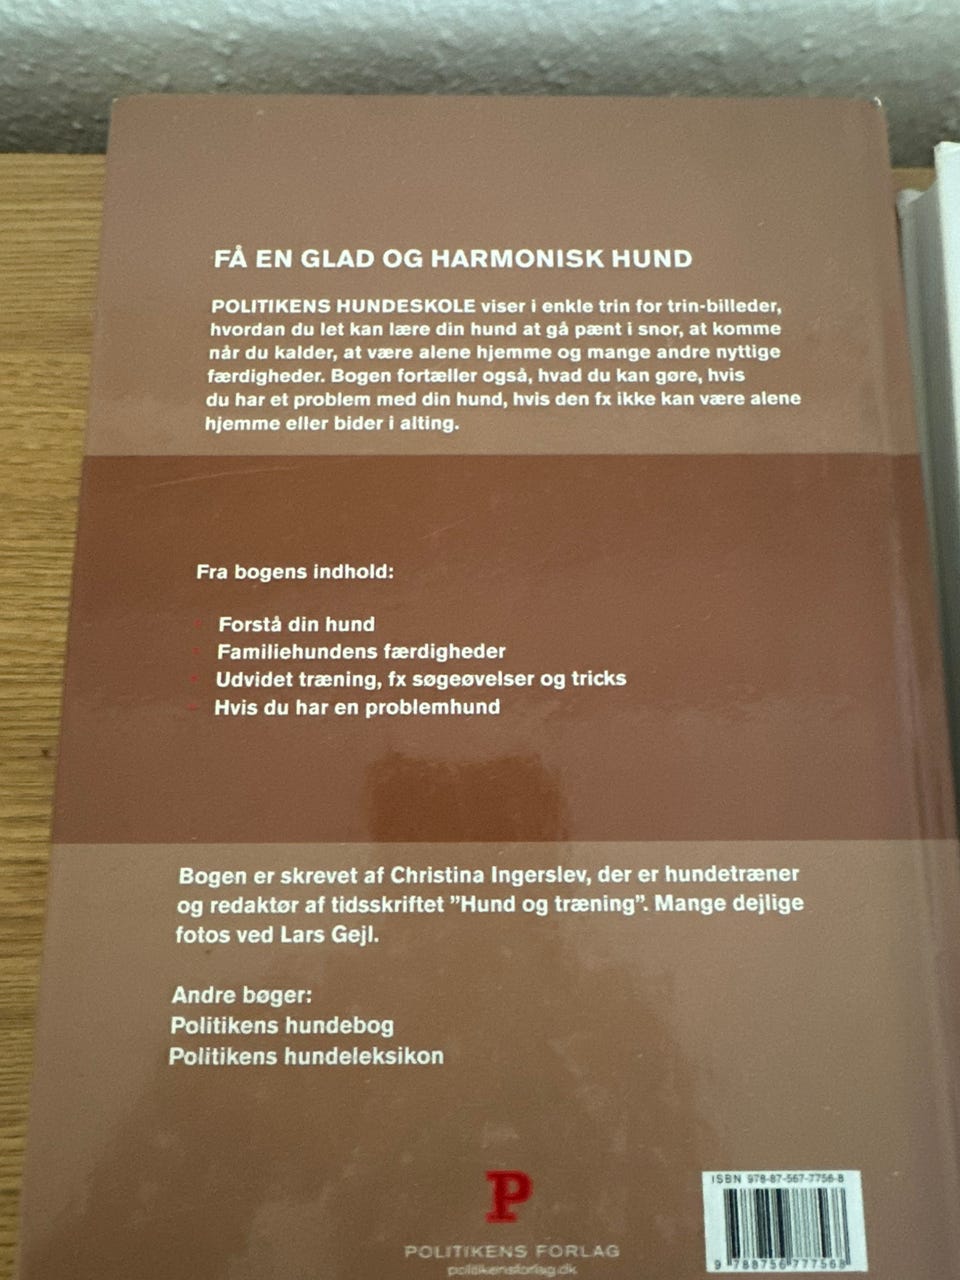 FÅ EN GLAD OG HARMONISK HUND
POLITIKENS HUNDESKOLE viser i enkle trin for trin-billeder,
hvordan du let kan lære din hund at gå pænt i snor, at komme
når du kalder, at være alene hjemme og mange andre nyttige
færdigheder. Bogen fortæller også, hvad du kan gøre, hvis
du har et problem med din hund, hvis den fx ikke kan være alene
hjemme eller bider i alting.
Fra bogens indhold:
Forstå din hund
Familiehundens færdigheder
Udvidet træning, fx søgeøvelser og tricks
Hvis du har en problemhund
Bogen er skrevet af Christina Ingerslev, der er hundetræner
og redaktør af tidsskriftet ”Hund og træning”. Mange dejlige
fotos ved Lars Gejl.
Andre bøger:
Politikens hundebog
Politikens hundeleksikon
P
POLITIKENS FORLAG
politikensforlag.dk
ISBN 978-87-567-7756-8
9 788756 777568